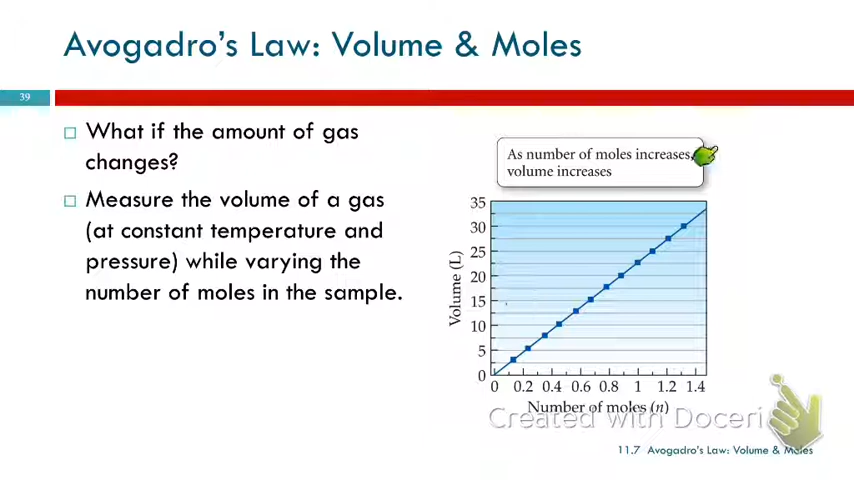 Avogadro's Law: Volume & Moles
39
What if the amount of gas
changes?
Measure the volume of a gas
(at constant temperature and
pressure) while varying the
number of moles in the sample.
As number of moles increases,
volume increases
35
30
25
20
15
10
5
0
Volume (L)
0 0.2 0.4 0.6 0.8 1 1.2 1.4
Number of moles (n)
Created with Doceri
11.7 Avogadro's Law: Volume & Moles